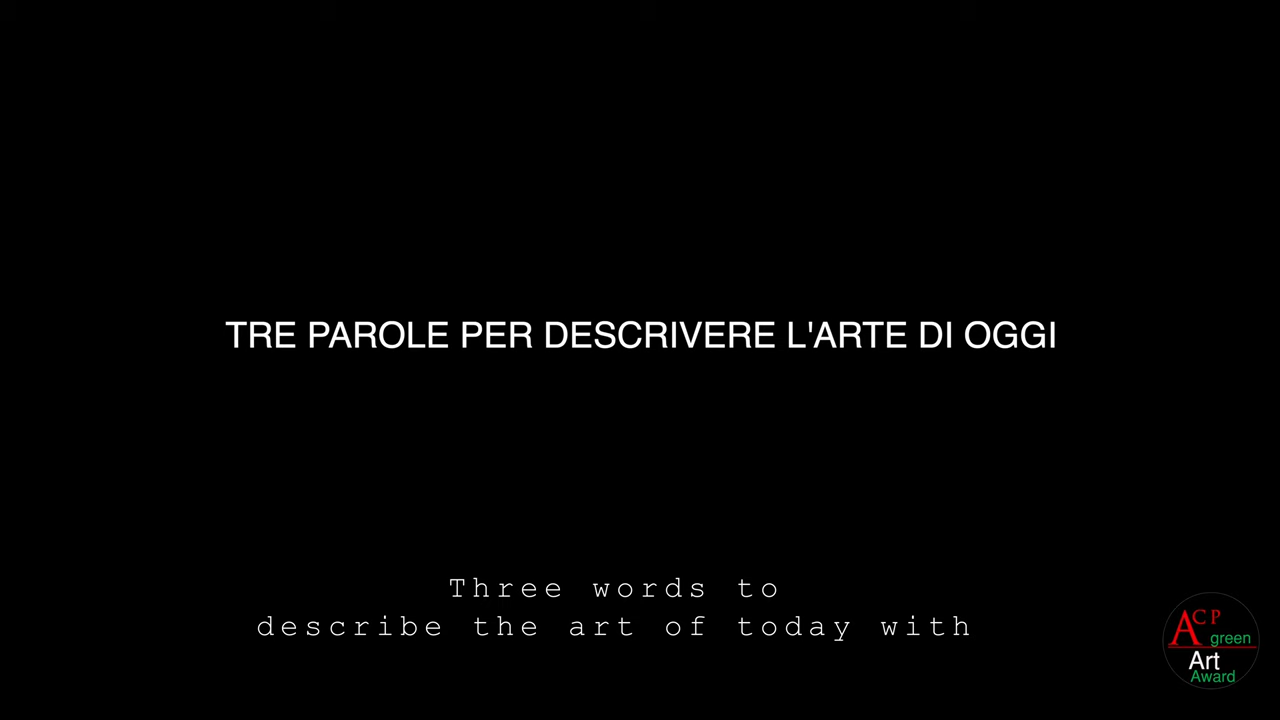 TRE PAROLE PER DESCRIVERE L'ARTE DI OGGI
Three words to
describe the art of today with
ACP
green
Art
Award